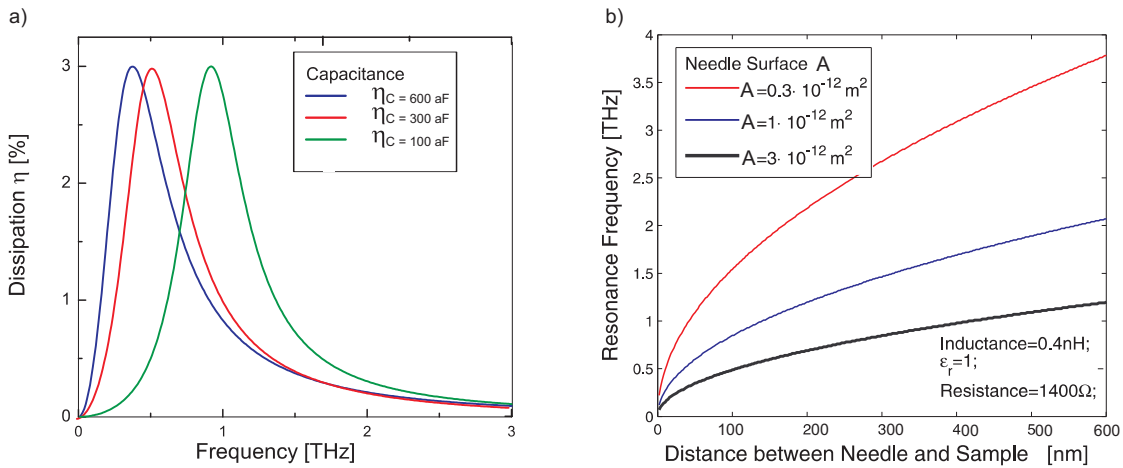 a)
Dissipation η [%]
3
2
1
0
Capacitance
ηC = 600 aF
ηC = 300 aF
ηC = 100 aF
0 1 2 3
Frequency [THz]
b)
Resonance Frequency [THz]
4
3.5
3
2.5
2
1.5
1
0.5
0
Needle Surface A
A=0.3· 10-12 m2
A=1· 10-12 m2
A=3· 10-12 m2
Inductance=0.4nH;
εr=1;
Resistance=1400Ω;
0 100 200 300 400 500 600
Distance between Needle and Sample [nm]